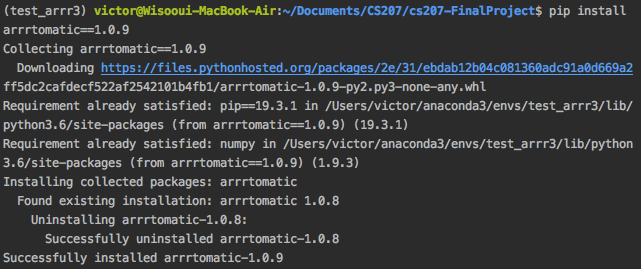 (test_arrr3) victor@Wisooui-MacBook-Air:~/Documents/CS207/cs207-FinalProject$ pip install
arrrtomatic==1.0.9
Collecting arrrtomatic==1.0.9
  Downloading https://files.pythonhosted.org/packages/2e/31/ebdab12b04c081360adc91a0d669a2
ff5dc2cafdecf522af2542101b4fb1/arrrtomatic-1.0.9-py2.py3-none-any.whl
Requirement already satisfied: pip==19.3.1 in /Users/victor/anaconda3/envs/test_arrr3/lib/
python3.6/site-packages (from arrrtomatic==1.0.9) (19.3.1)
Requirement already satisfied: numpy in /Users/victor/anaconda3/envs/test_arrr3/lib/python
3.6/site-packages (from arrrtomatic==1.0.9) (1.9.3)
Installing collected packages: arrrtomatic
  Found existing installation: arrrtomatic 1.0.8
    Uninstalling arrrtomatic-1.0.8:
      Successfully uninstalled arrrtomatic-1.0.8
Successfully installed arrrtomatic-1.0.9